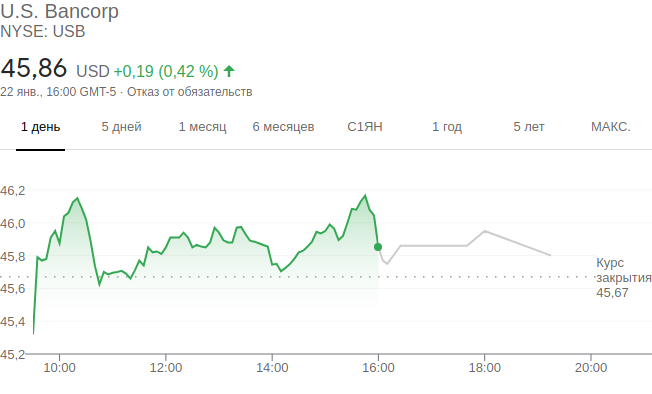 U.S. Bancorp
NYSE: USB
45,86 USD +0,19 (0,42 %)
22 янв., 16:00 GMT-5 · Отказ от обязательств
1 день 5 дней 1 месяц 6 месяцев С1ЯН 1 год 5 лет МАКС.
46,2
46,0
45,8
Курс
закрытия
45,6
45,67
45,4
45,2
10:00 12:00 14:00 16:00 18:00 20:00